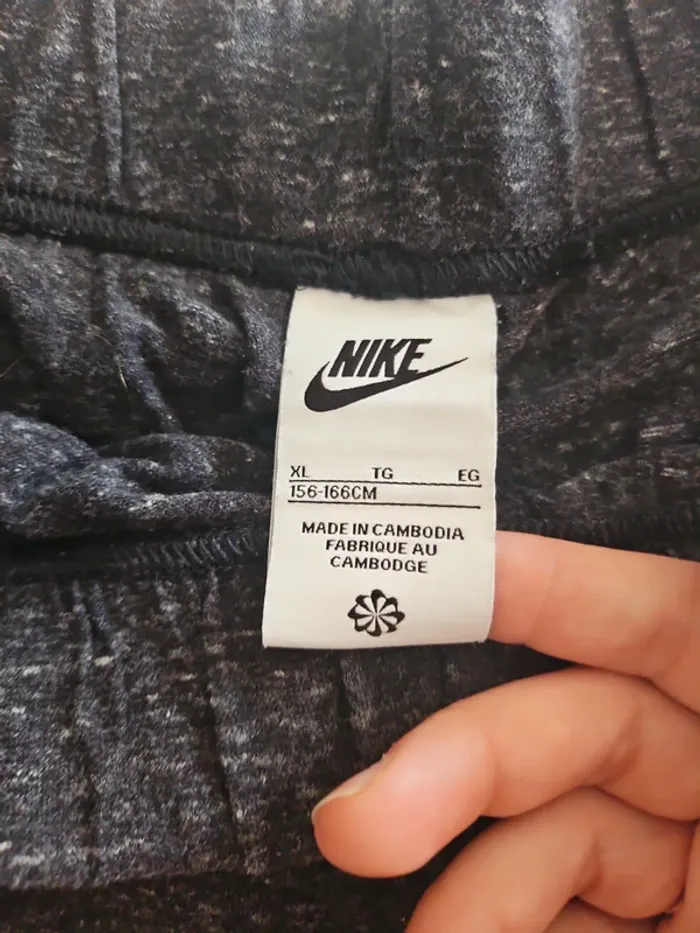 NIKE
XL TG EG
156-166CM
MADE IN CAMBODIA
FABRIQUE AU
CAMBODGE